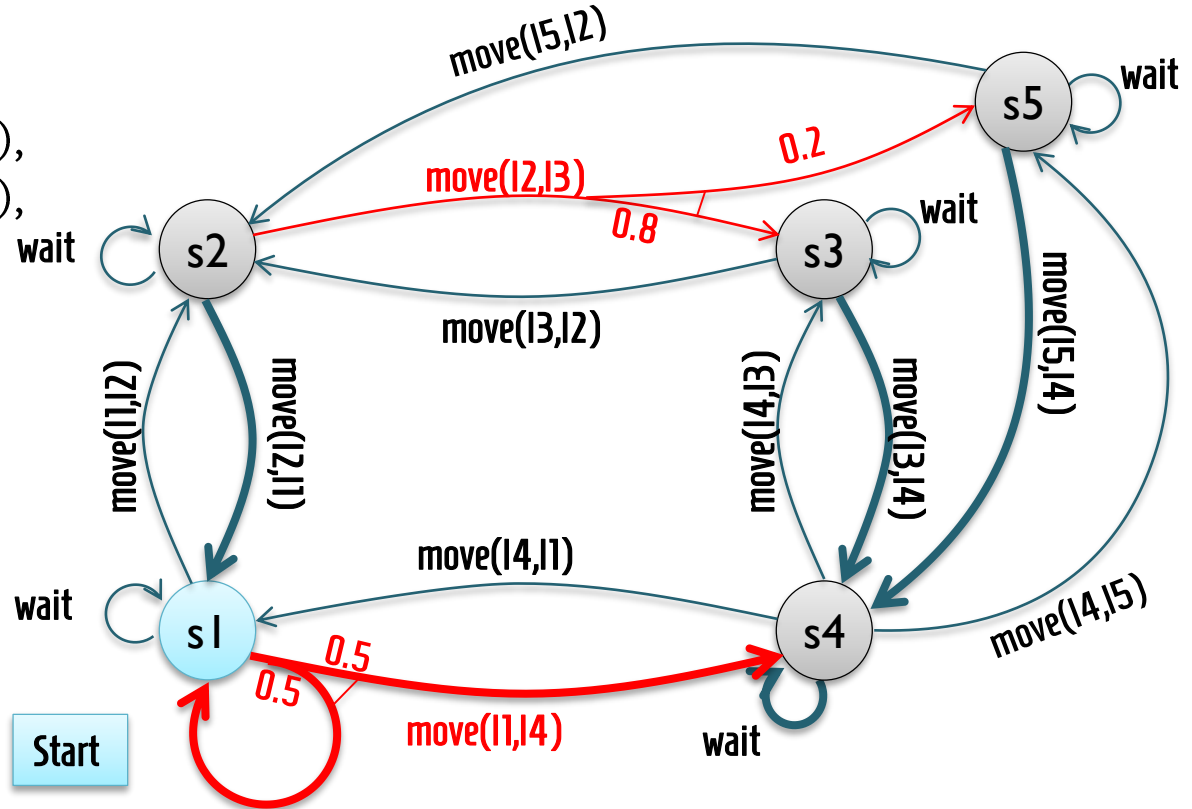 move(l5,l2)
wait
s5
),
0.2
move(l2,l3)
),
wait
0.8
wait
s2
s3
move(l3,l2)
move(l5,l4)
move(l1,l2)
move(l2,l1)
move(l4,l3)
move(l3,l4)
move(l4,l1)
wait
s1
s4
move(l4,l5)
0.5
0.5
move(l1,l4)
wait
Start